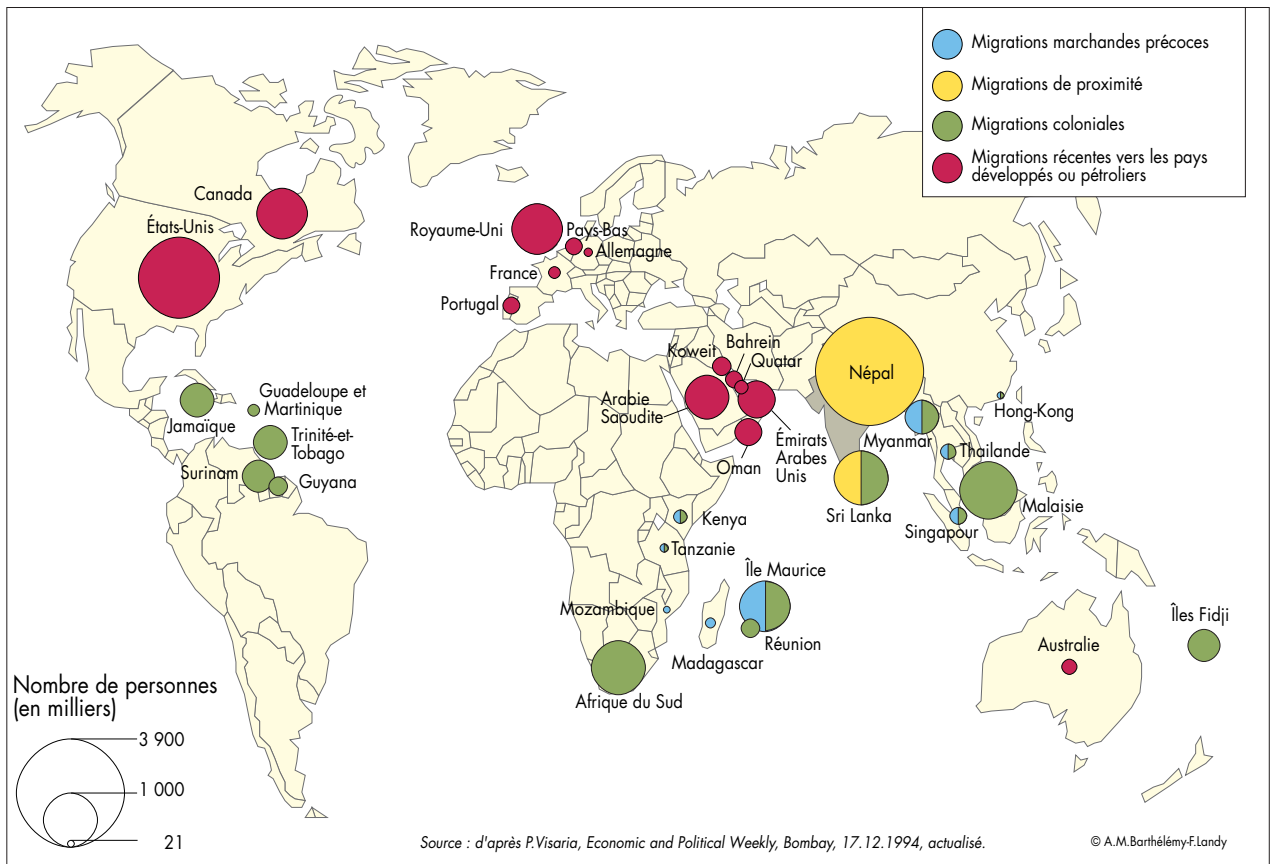 Migrations marchandes précoces
Migrations de proximité
Migrations coloniales
Migrations récentes vers les pays
développés ou pétroliers
Canada
États-Unis
Royaume-Uni
Pays-Bas
Allemagne
France
Portugal
Koweit
Bahrein
Quatar
Arabie
Saoudite
Émirats
Arabes
Unis
Oman
Népal
Hong-Kong
Myanmar
Thailande
Sri Lanka
Malaisie
Singapour
Guadeloupe et
Martinique
Jamaïque
Trinité-et-
Tobago
Surinam
Guyana
Kenya
Tanzanie
Île Maurice
Mozambique
Réunion
Madagascar
Afrique du Sud
Îles Fidji
Australie
Nombre de personnes
(en milliers)
3 900
1 000
21
Source : d'après P.Visaria, Economic and Political Weekly, Bombay, 17.12.1994, actualisé.
© A.M.Barthélémy-F.Landy